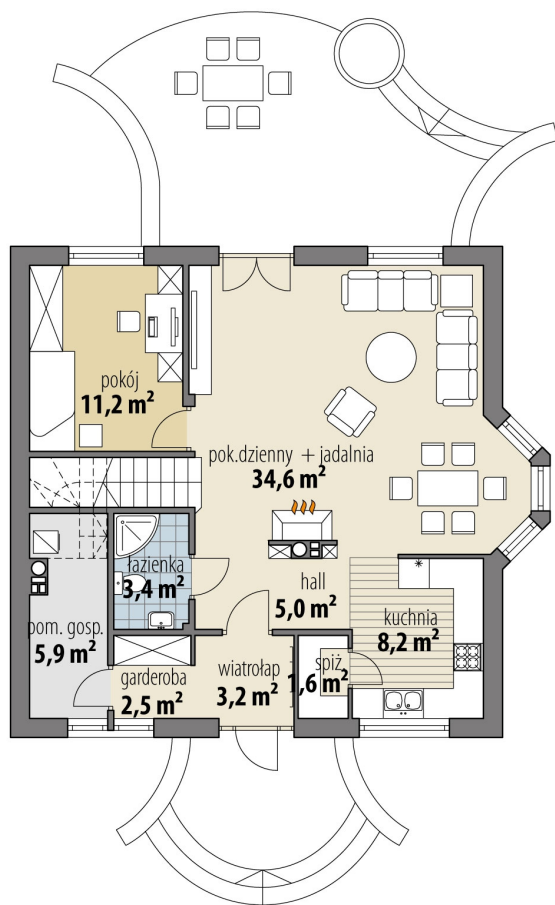 pokój
11,2 m²
pok.dzienny + jadalnia
34,6 m²
łazienka
3,4 m²
hall
5,0 m²
kuchnia
8,2 m²
pom. gosp.
5,9 m²
garderoba
2,5 m²
wiatrołap
3,2 m²
spiż.
1,6 m²